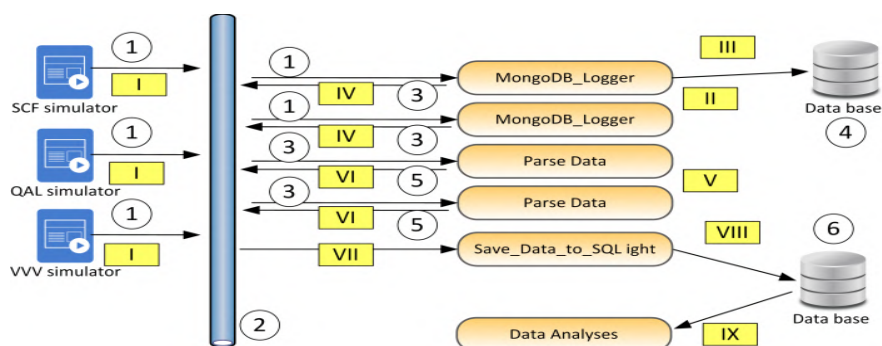 1
I
SCF simulator
1
I
QAL simulator
1
I
VVV simulator
2
1
IV
3
MongoDB_Logger
III
Data base
4
1
IV
3
MongoDB_Logger
II
3
VI
5
Parse Data
3
VI
5
Parse Data
V
VII
Save_Data_to_SQL ight
VIII
6
Data base
Data Analyses
IX